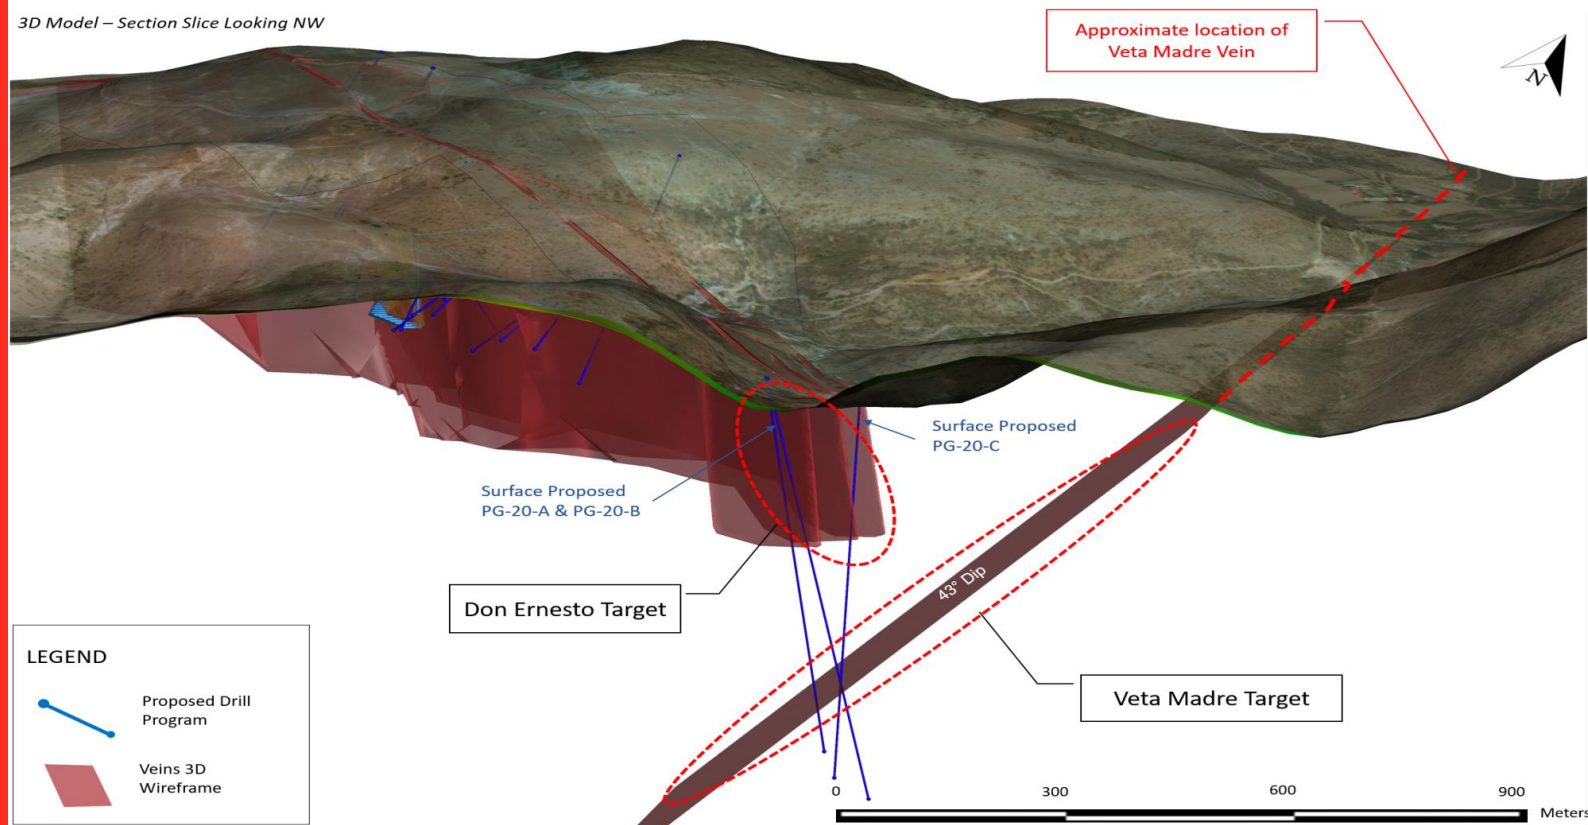 3D Model – Section Slice Looking NW
Approximate location of
Veta Madre Vein
N
Surface Proposed
PG-20-C
Surface Proposed
PG-20-A & PG-20-B
43° Dip
Don Ernesto Target
Veta Madre Target
LEGEND
Proposed Drill
Program
Veins 3D
Wireframe
0 300 600 900
Meters